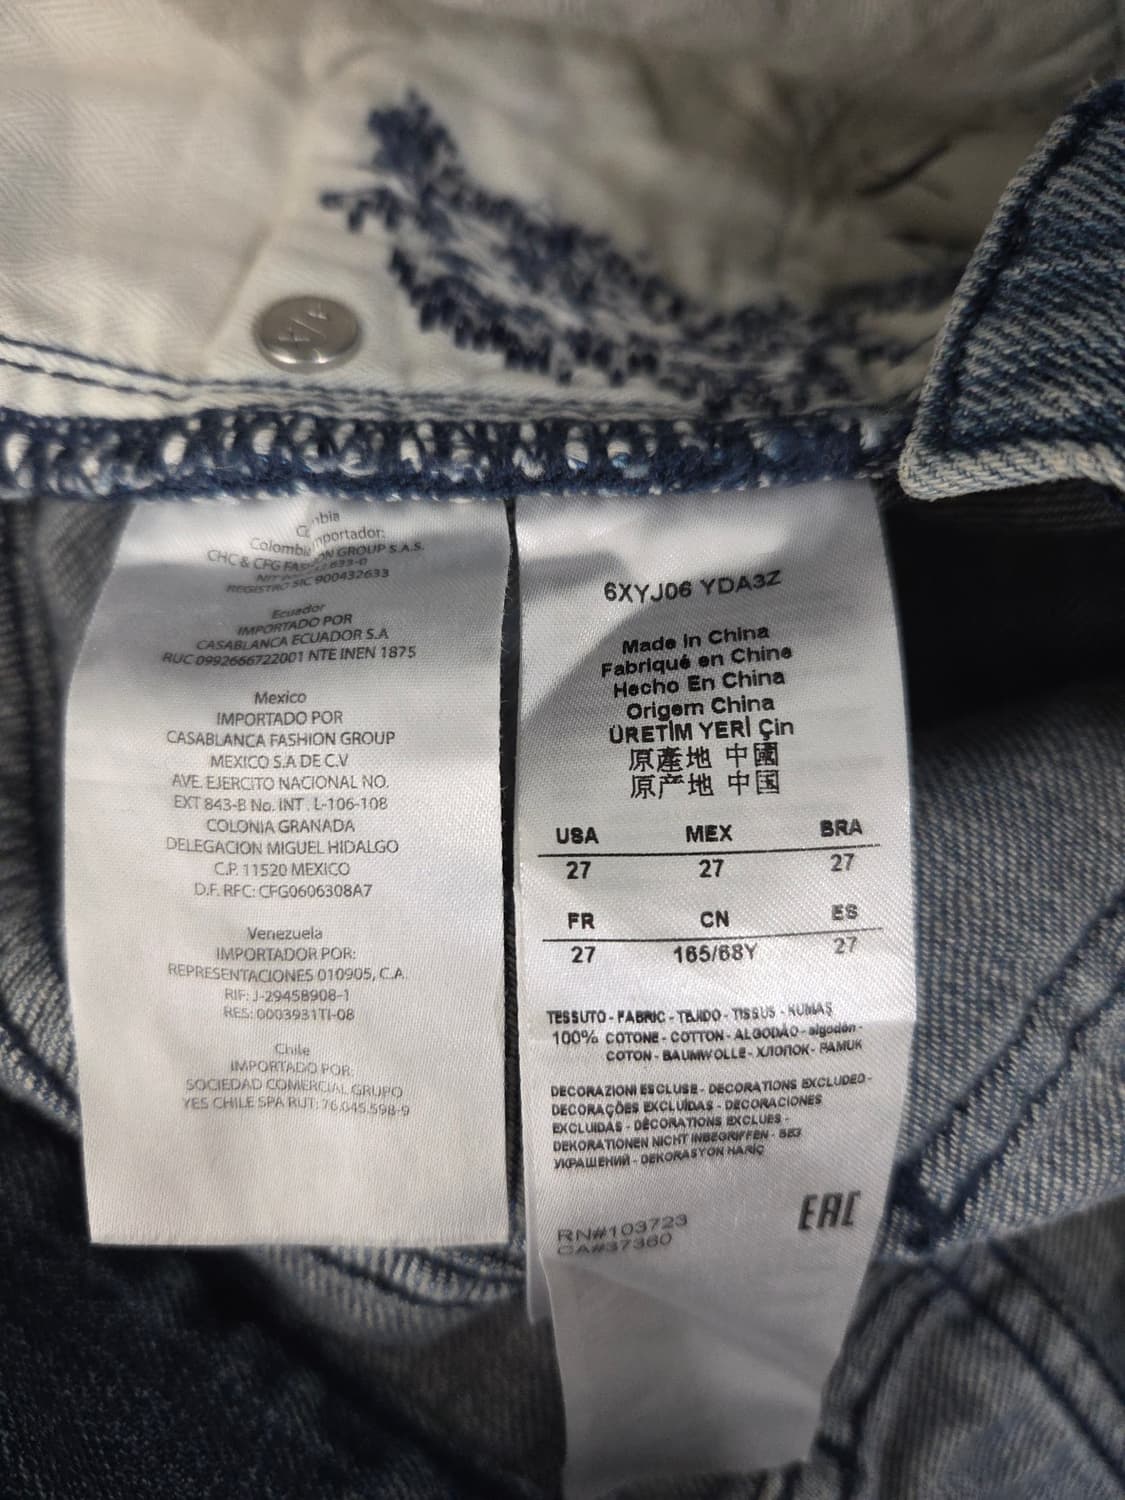 Colombia
Colombia Importador:
CHC & CFG FASHION GROUP S.A.S.
REGISTRO SIC 900432633
Ecuador
IMPORTADO POR
CASABLANCA ECUADOR S.A
RUC 0992666722001 NTE INEN 1875
Mexico
IMPORTADO POR
CASABLANCA FASHION GROUP
MEXICO S.A DE C.V
AVE. EJERCITO NACIONAL NO.
EXT 843-B No. INT . L-106-108
COLONIA GRANADA
DELEGACION MIGUEL HIDALGO
C.P. 11520 MEXICO
D.F. RFC: CFG0606308A7
Venezuela
IMPORTADOR POR:
REPRESENTACIONES 010905, C.A.
RIF: J-29458908-1
RES: 0003931TI-08
Chile
IMPORTADO POR:
SOCIEDAD COMERCIAL GRUPO
YES CHILE SPA RUT: 76.045.598-9
6XYJ06 YDA3Z
Made In China
Fabriqué en Chine
Hecho En China
Origem China
ÜRETİM YERİ Çin
原產地 中國
原产地 中国
USA MEX BRA
27 27 27
FR CN ES
27 165/68Y 27
TESSUTO - FABRIC - TEJIDO - TISSUS - KUMAŞ
100% COTONE - COTTON - ALGODÃO - algodón -
COTON - BAUMWOLLE - ХЛОПОК - PAMUK
DECORAZIONI ESCLUSE - DECORATIONS EXCLUDED -
DECORAÇÕES EXCLUÍDAS - DECORACIONES
EXCLUIDAS - DÉCORATIONS EXCLUES -
DEKORATIONEN NICHT INBEGRIFFEN - БЕЗ
УКРАШЕНИЙ - DEKORASYON HARİÇ
EAC
RN#103723
CA#37360